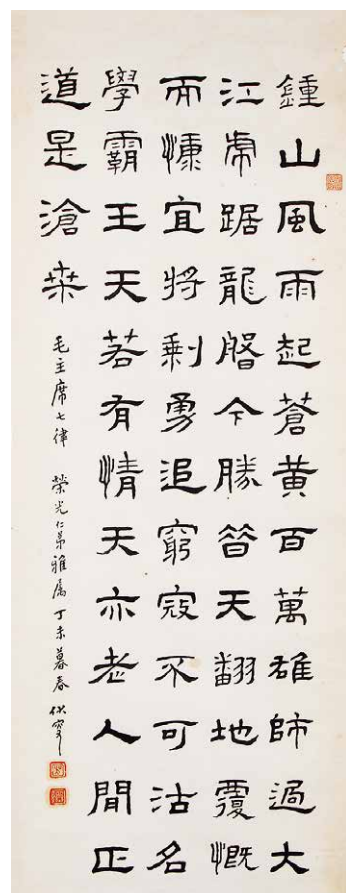 鍾山風雨起蒼黃百萬雄師過大
江虎踞龍盤今勝昔天翻地覆慨
而慷宜將剩勇追窮寇不可沽名
學霸王天若有情天亦老人間正
道是滄桒
毛主席七律 榮光仁弟雅屬 丁未暮春